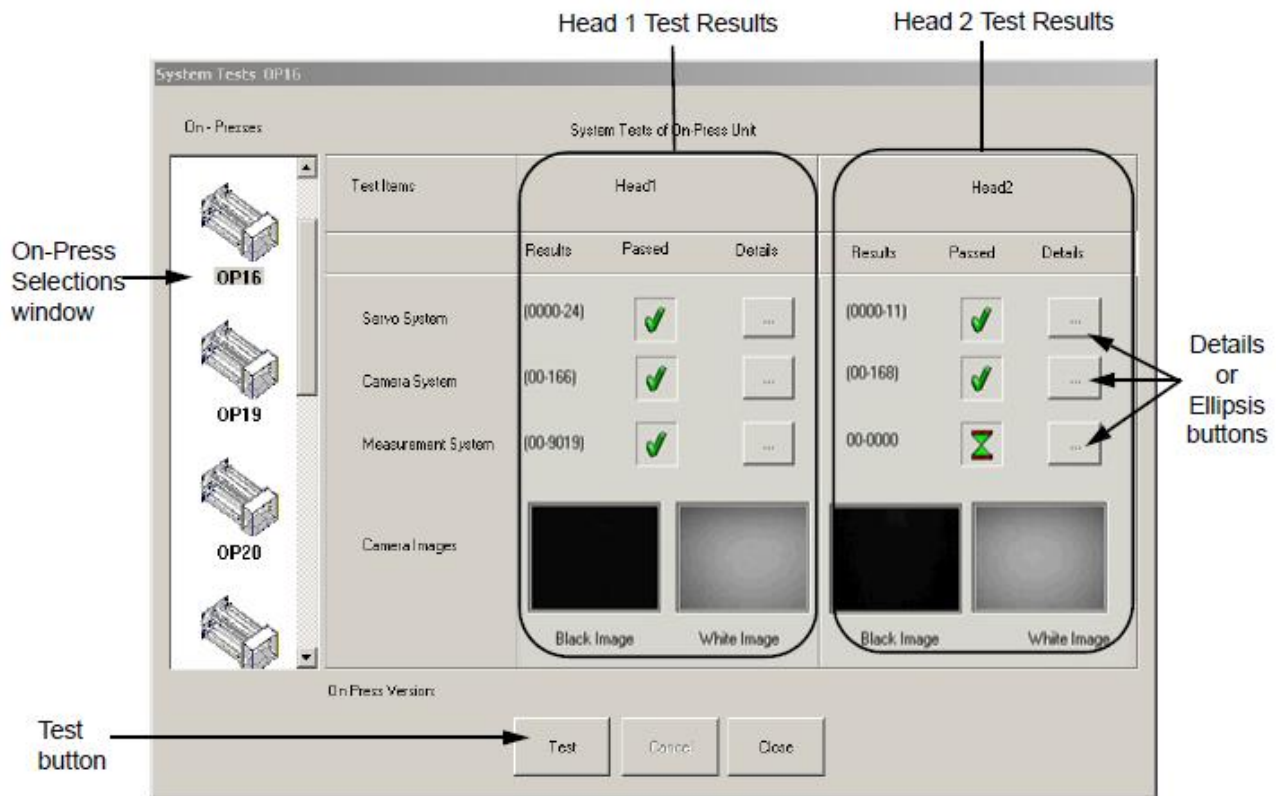 Head 1 Test Results
Head 2 Test Results
System Tests OP16
On - Presses
System Tests of On-Press Unit
Test Items
Head1
Head2
Results Passed Details
Results Passed Details
On-Press
Selections
window
OP16
OP19
OP20
Servo System
(0000-24)
...
(0000-11)
...
Camera System
(00-166)
...
(00-168)
...
Measurement System
(00-9019)
...
00-0000
...
Details
or
Ellipsis
buttons
Camera Images
Black Image
White Image
Black Image
White Image
On Press Version:
Test
button
Test
Cancel
Close